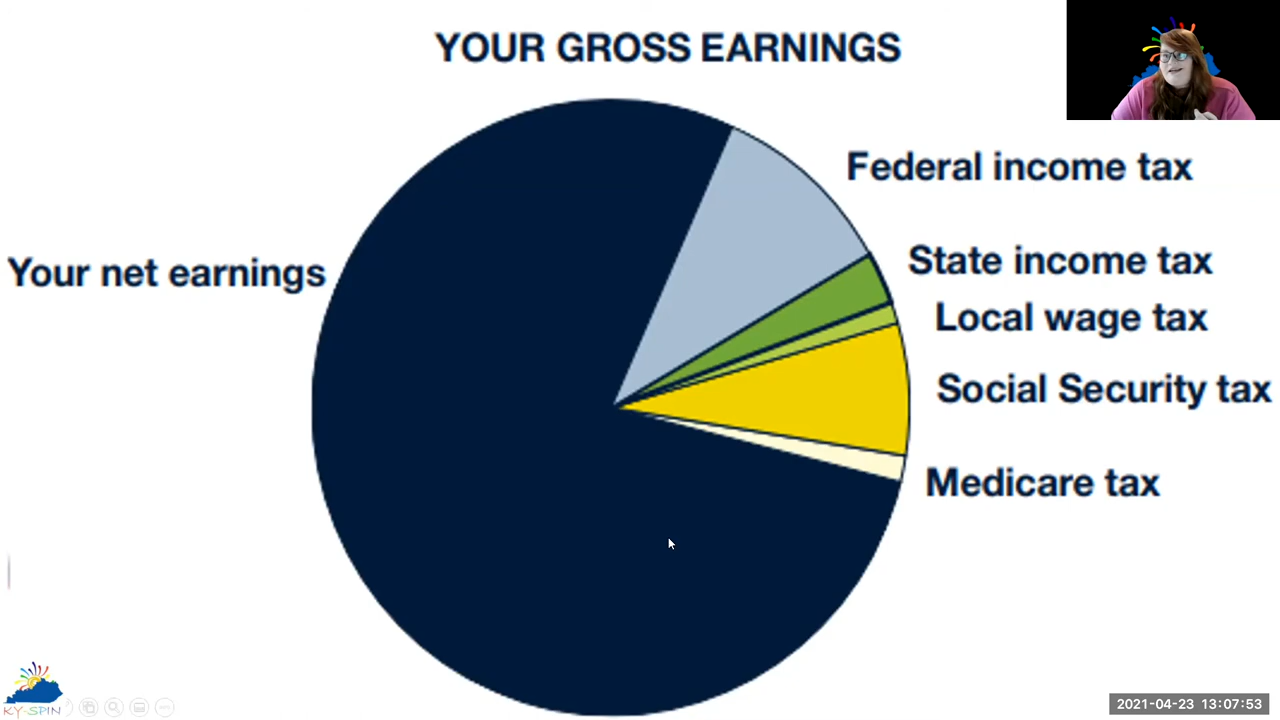 YOUR GROSS EARNINGS
Federal income tax
State income tax
Your net earnings
Local wage tax
Social Security tax
Medicare tax
KY-SPIN
2021-04-23 13:07:53